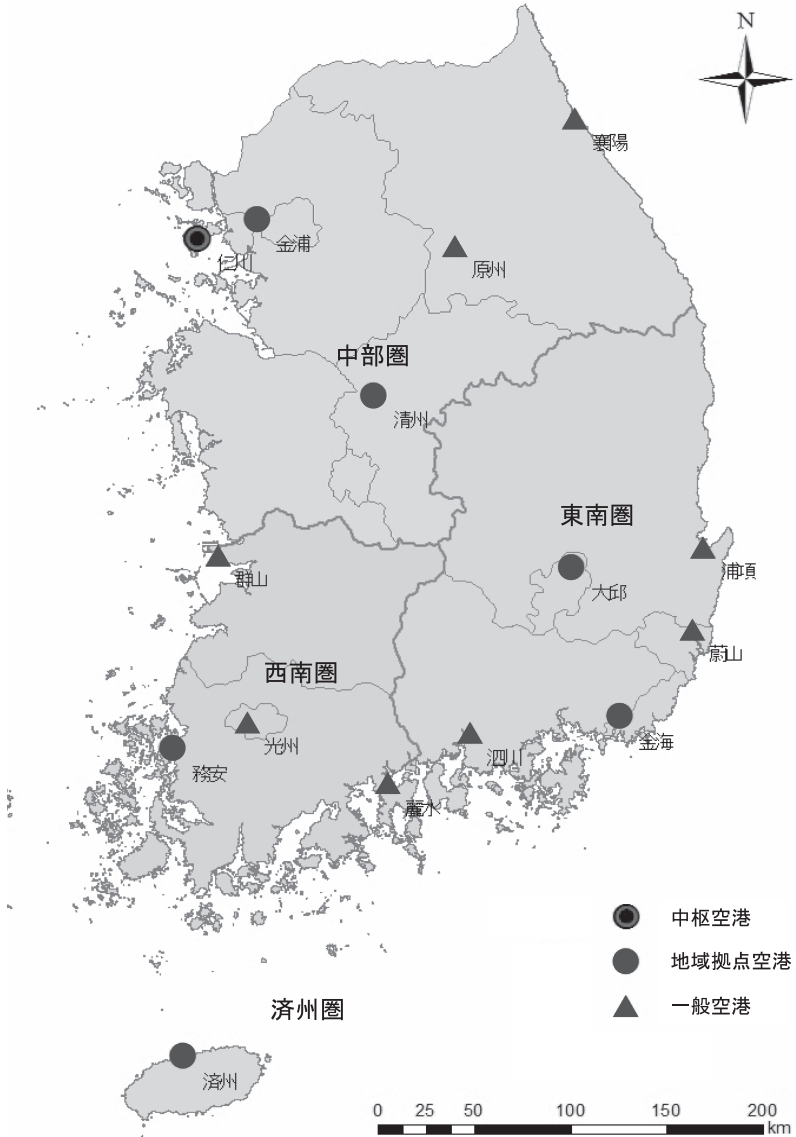 N
襄陽
金浦
仁川
原州
中部圏
清州
東南圏
群山
浦項
大邱
蔚山
西南圏
光州
金海
務安
泗川
麗水
中枢空港
地域拠点空港
一般空港
済州圏
済州
0 25 50 100 150 200
km